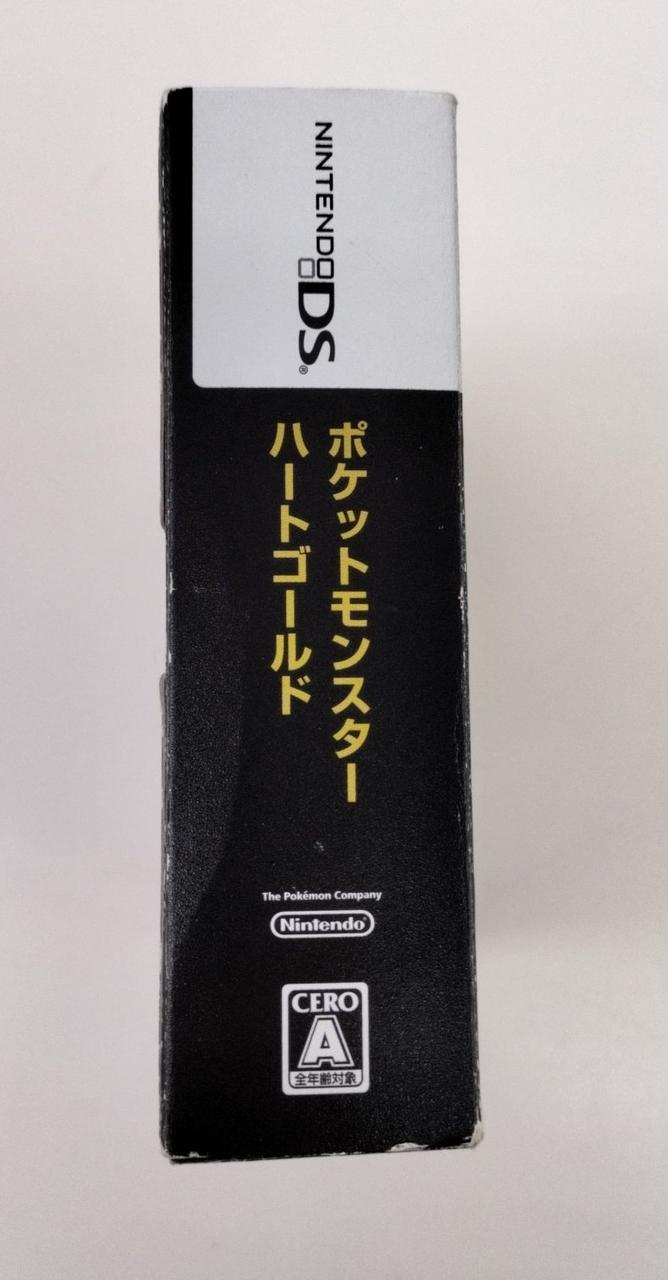 NINTENDO DS®
ポケットモンスター
ハートゴールド
The Pokémon Company
Nintendo®
CERO
A
全年齢対象